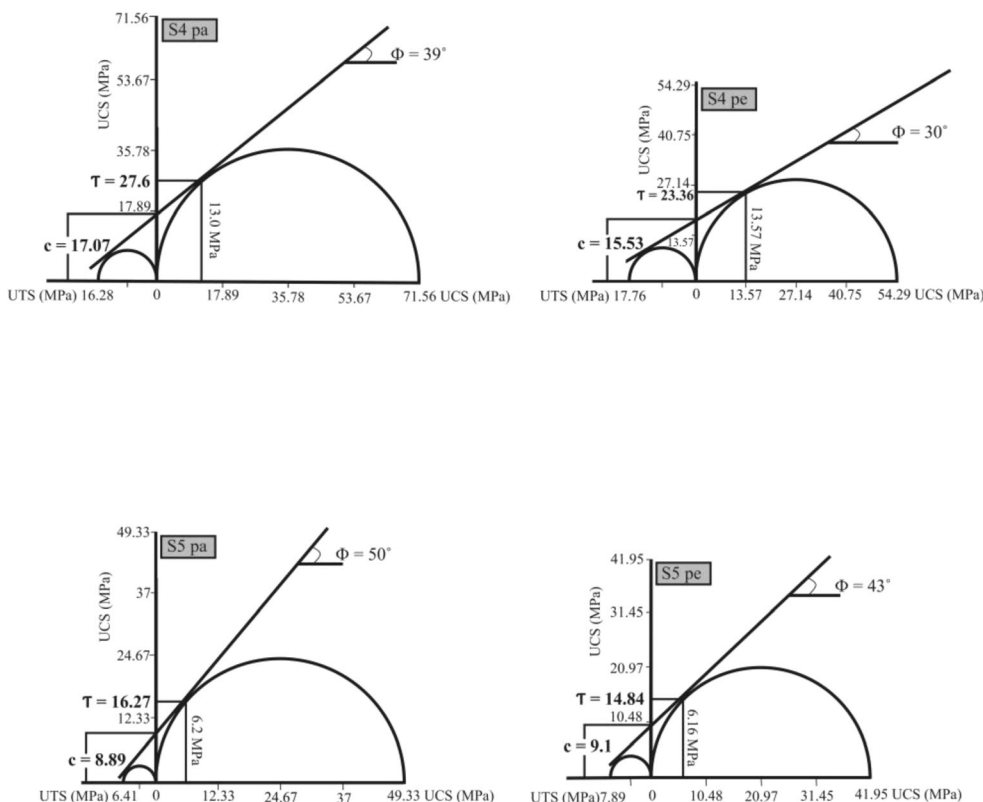 71.56
S4 pa
Φ = 39°
53.67
UCS (MPa)
35.78
τ = 27.6
17.89
13.0 MPa
c = 17.07
UTS (MPa) 16.28 0 17.89 35.78 53.67 71.56 UCS (MPa)
54.29
S4 pe
40.75
UCS (MPa)
Φ = 30°
27.14
τ = 23.36
13.57 MPa
c = 15.53
13.57
UTS (MPa) 17.76 0 13.57 27.14 40.75 54.29 UCS (MPa)
49.33
S5 pa
Φ = 50°
37
UCS (MPa)
24.67
τ = 16.27
12.33
6.2 MPa
c = 8.89
UTS (MPa) 6.41 0 12.33 24.67 37 49.33 UCS (MPa)
41.95
S5 pe
Φ = 43°
31.45
UCS (MPa)
20.97
τ = 14.84
10.48
6.16 MPa
c = 9.1
UTS (MPa)7.89 0 10.48 20.97 31.45 41.95 UCS (MPa)